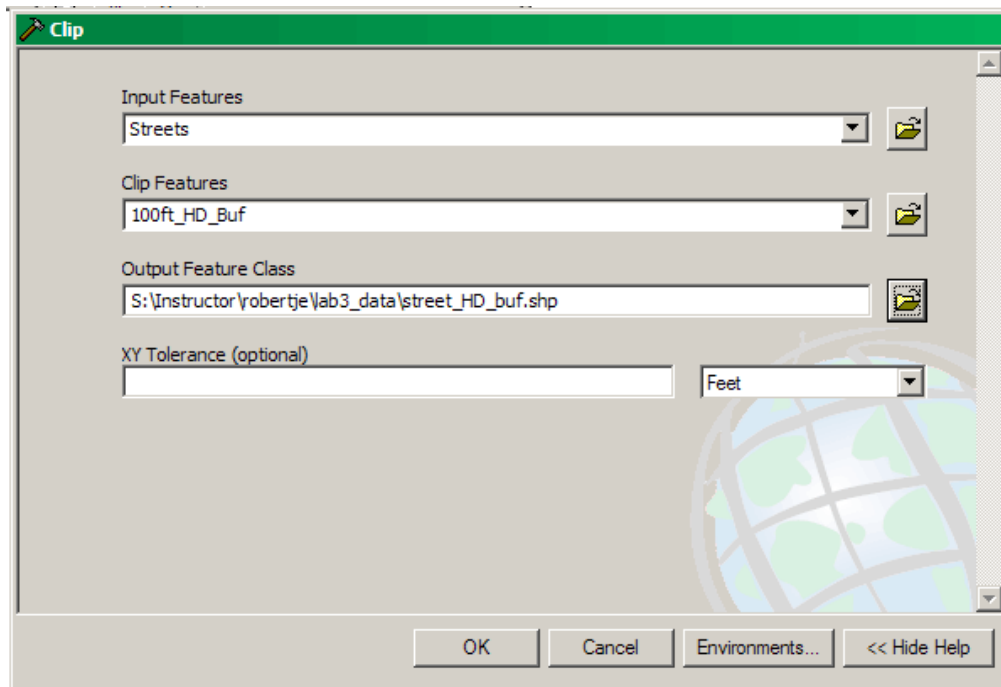 Clip
Input Features
Streets
Clip Features
100ft_HD_Buf
Output Feature Class
S:\Instructor\robertje\lab3_data\street_HD_buf.shp
XY Tolerance (optional)
Feet
OK Cancel Environments... << Hide Help